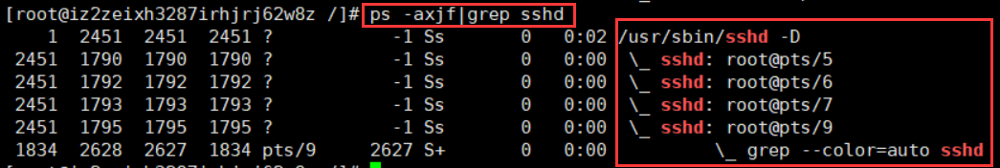 [root@iz2zeixh3287irhjrj62w8z /]# ps -axjf|grep sshd
1 2451 2451 2451 ? -1 Ss 0 0:02 /usr/sbin/sshd -D
2451 1790 1790 1790 ? -1 Ss 0 0:00 \_ sshd: root@pts/5
2451 1792 1792 1792 ? -1 Ss 0 0:00 \_ sshd: root@pts/6
2451 1793 1793 1793 ? -1 Ss 0 0:00 \_ sshd: root@pts/7
2451 1795 1795 1795 ? -1 Ss 0 0:00 \_ sshd: root@pts/9
1834 2628 2627 1834 pts/9 2627 S+ 0 0:00 \_ grep --color=auto sshd